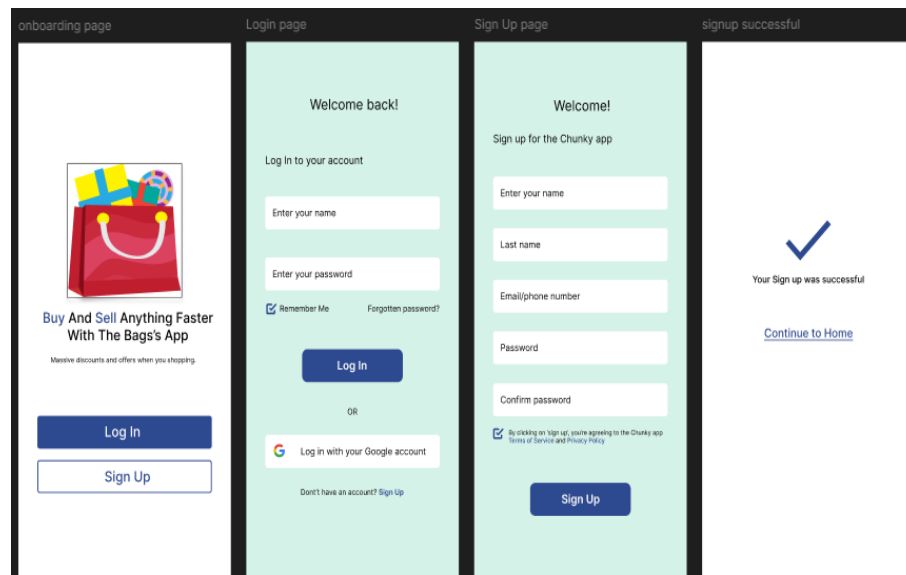 onboarding page
Buy And Sell Anything Faster
With The Bags's App
Massive discounts and offers when you shopping.
Log In
Sign Up
Login page
Welcome back!
Log In to your account
Enter your name
Enter your password
Remember Me
Forgotten password?
Log In
OR
Log in with your Google account
Dont't have an account? Sign Up
Sign Up page
Welcome!
Sign up for the Chunky app
Enter your name
Last name
Email/phone number
Password
Confirm password
By clicking on 'sign up', you're agreeing to the Chunky app
Terms of Service and Privacy Policy
Sign Up
signup successful
Your Sign up was successful
Continue to Home